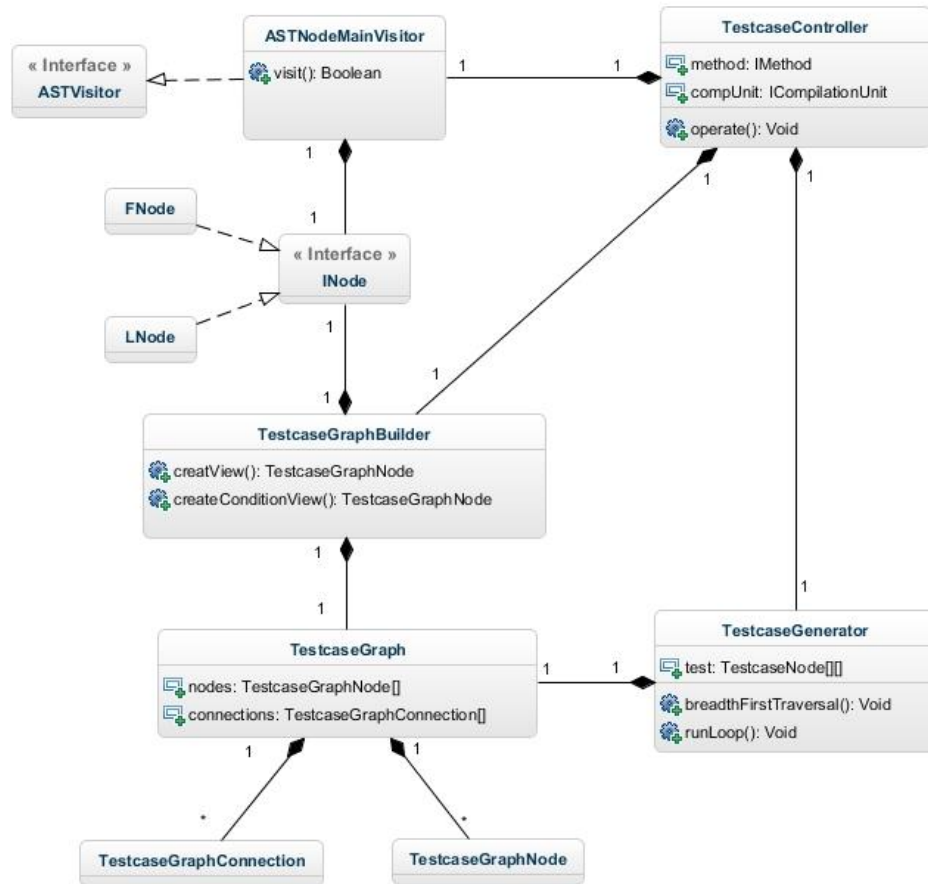 ASTNodeMainVisitor
visit(): Boolean
TestcaseController
method: IMethod
compUnit: ICompilationUnit
operate(): Void
« Interface »
ASTVisitor
1
1
1
1
1
1
FNode
« Interface »
INode
LNode
1
1
1
TestcaseGraphBuilder
creatView(): TestcaseGraphNode
createConditionView(): TestcaseGraphNode
1
1
1
TestcaseGraph
nodes: TestcaseGraphNode[]
connections: TestcaseGraphConnection[]
1
1
TestcaseGenerator
test: TestcaseNode[][]
breadthFirstTraversal(): Void
runLoop(): Void
1
1
*
*
TestcaseGraphConnection
TestcaseGraphNode